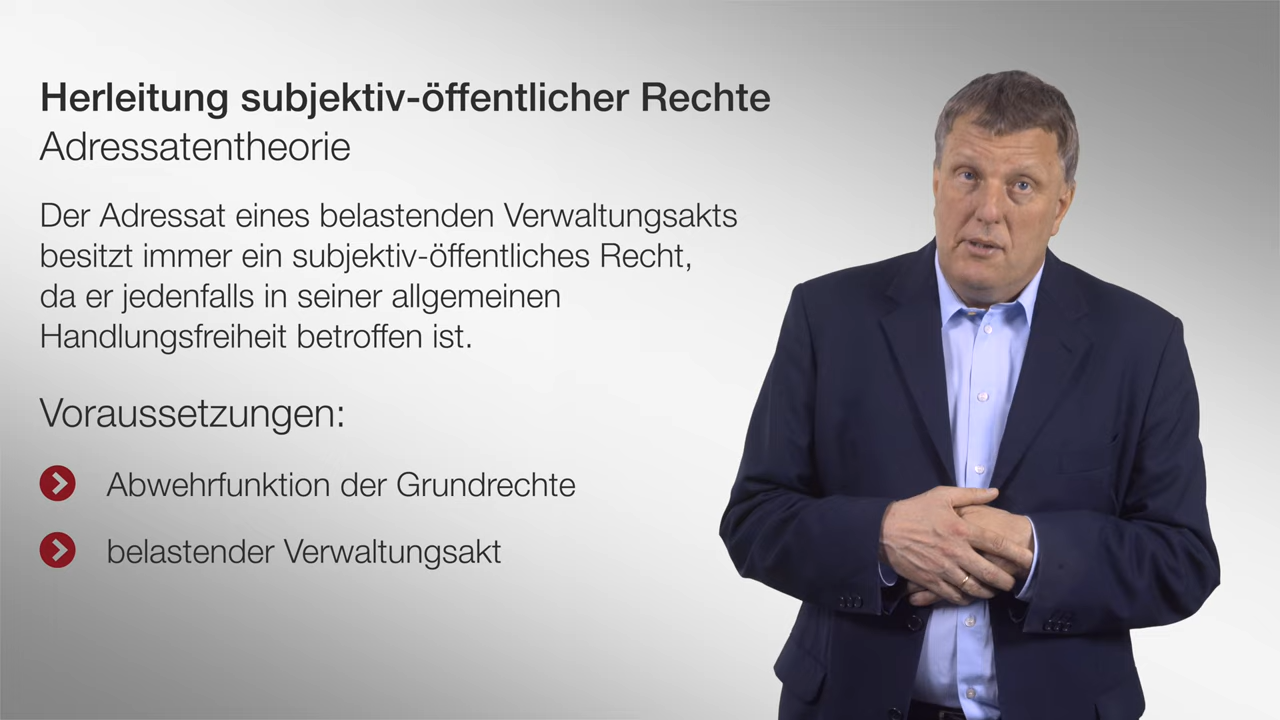 Herleitung subjektiv-öffentlicher Rechte
Adressatentheorie
Der Adressat eines belastenden Verwaltungsakts
besitzt immer ein subjektiv-öffentliches Recht,
da er jedenfalls in seiner allgemeinen
Handlungsfreiheit betroffen ist.
Voraussetzungen:
Abwehrfunktion der Grundrechte
belastender Verwaltungsakt